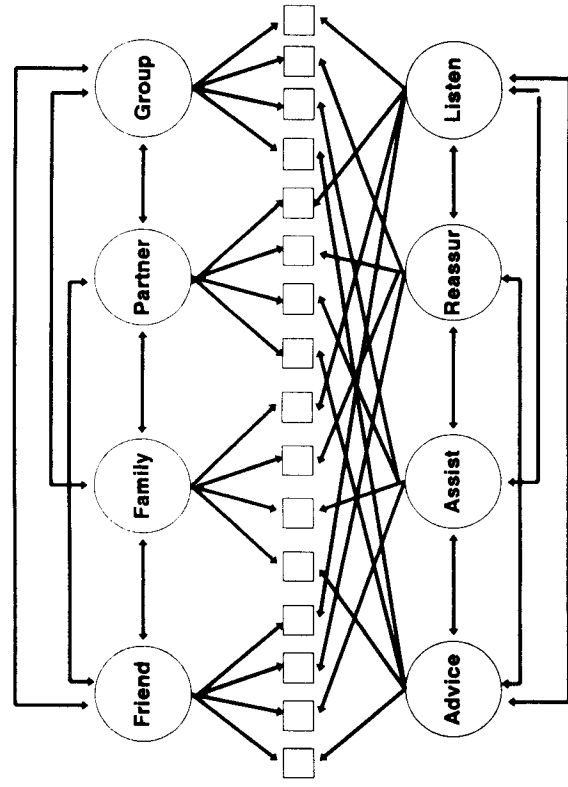 Friend
Family
Partner
Group
Advice
Assist
Reassur
Listen